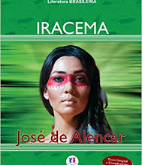 Literatura BRASILEIRA
IRACEMA
José de Alencar